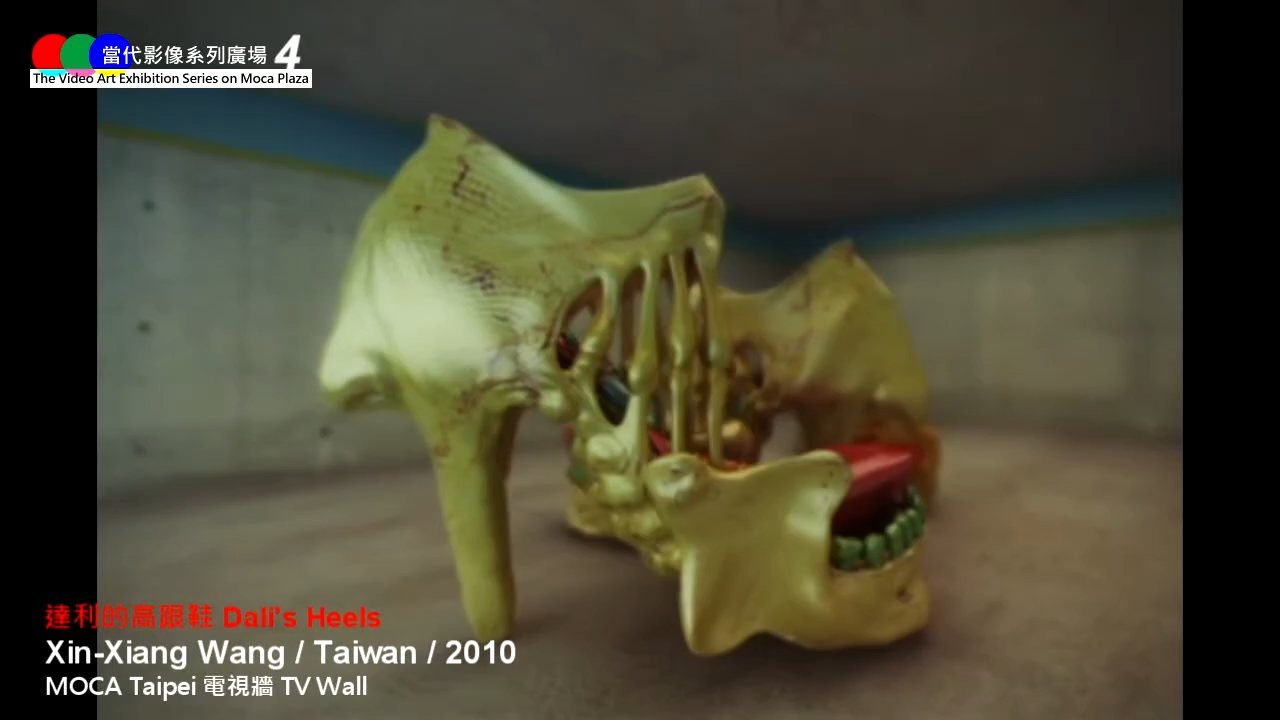 當代影像系列廣場 4
The Video Art Exhibition Series on Moca Plaza
達利的高跟鞋 Dali's Heels
Xin-Xiang Wang / Taiwan / 2010
MOCA Taipei 電視牆 TV Wall